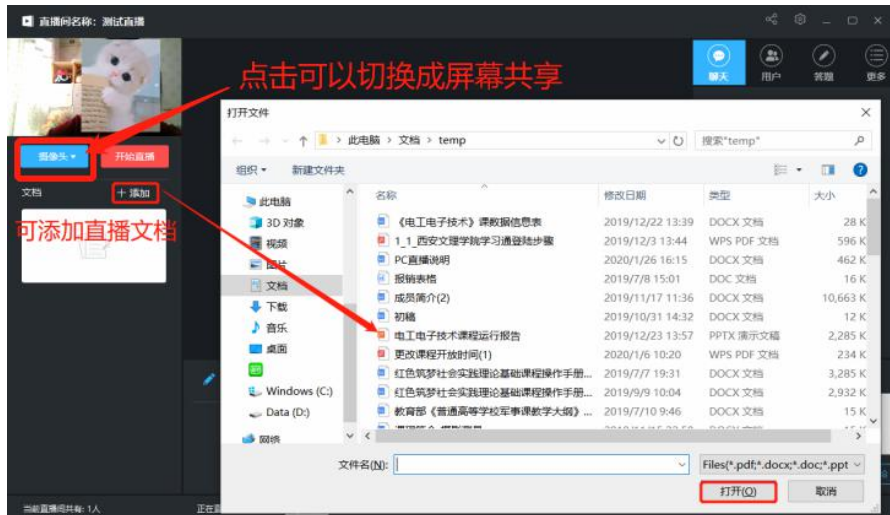 直播间名称: 测试直播
聊天 用户 答题 更多
点击可以切换成屏幕共享
摄像头 开始直播
文档 + 添加
可添加直播文档
打开文件
此电脑 > 文档 > temp
搜索"temp"
组织 新建文件夹
此电脑
3D 对象
视频
图片
文档
下载
音乐
桌面
Windows (C:)
Data (D:)
网络
名称 修改日期 类型 大小
《电工电子技术》课数据信息表 2019/12/22 13:39 DOCX 文档 28 K
1_1_西安文理学院学习通登陆步骤 2019/12/3 13:44 WPS PDF 文档 596 K
PC直播说明 2020/1/26 16:15 DOCX 文档 462 K
报销表格 2019/7/8 15:01 DOC 文档 16 K
成员简介(2) 2019/11/17 11:36 DOCX 文档 10,663 K
初稿 2019/10/31 14:32 DOCX 文档 12 K
电工电子技术课程运行报告 2019/12/23 13:57 PPTX 演示文稿 2,285 K
更改课程开放时间(1) 2020/1/6 10:20 WPS PDF 文档 234 K
红色筑梦社会实践理论基础课程操作手册... 2019/7/7 19:31 DOCX 文档 3,285 K
红色筑梦社会实践理论基础课程操作手册... 2019/9/9 10:04 DOCX 文档 2,932 K
教育部《普通高等学校军事课教学大纲》... 2019/7/10 9:46 DOCX 文档 15 K
文件名(N): Files(*.pdf;*.docx;*.doc;*.ppt
打开(O) 取消
当前直播间共有: 1人 正在直